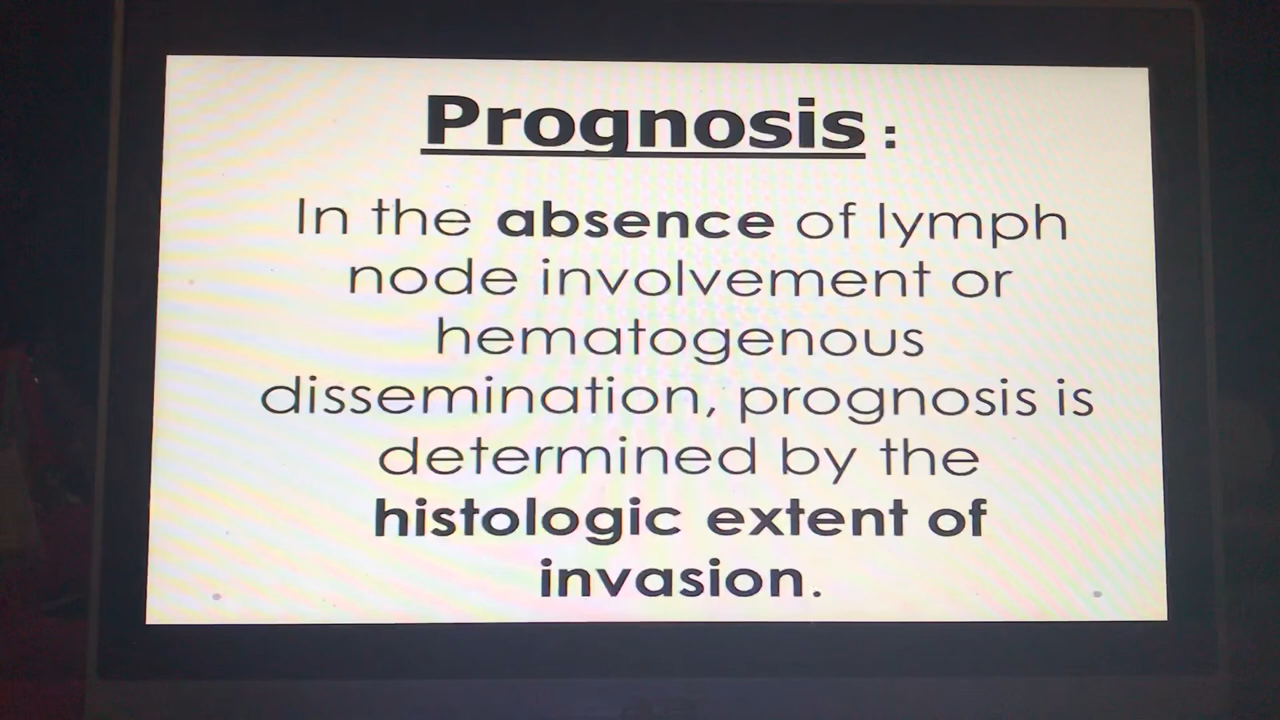 Prognosis :
In the absence of lymph
node involvement or
hematogenous
dissemination, prognosis is
determined by the
histologic extent of
invasion.